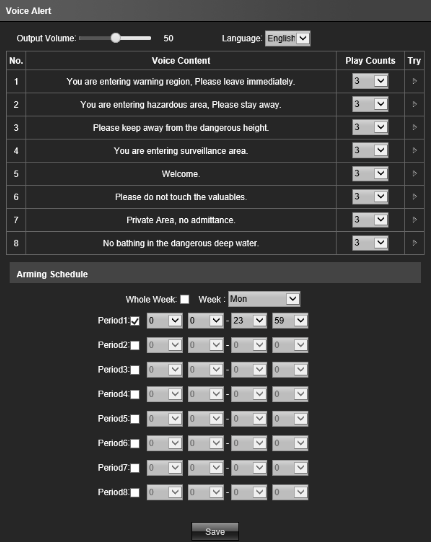 Voice Alert
Output Volume: 50 Language: English
No. Voice Content Play Counts Try
1 You are entering warning region, Please leave immediately. 3
2 You are entering hazardous area, Please stay away. 3
3 Please keep away from the dangerous height. 3
4 You are entering surveillance area. 3
5 Welcome. 3
6 Please do not touch the valuables. 3
7 Private Area, no admittance. 3
8 No bathing in the dangerous deep water. 3
Arming Schedule
Whole Week: Week : Mon
Period1: 0 0 - 23 59
Period2: 0 0 - 0 0
Period3: 0 0 - 0 0
Period4: 0 0 - 0 0
Period5: 0 0 - 0 0
Period6: 0 0 - 0 0
Period7: 0 0 - 0 0
Period8: 0 0 - 0 0
Save